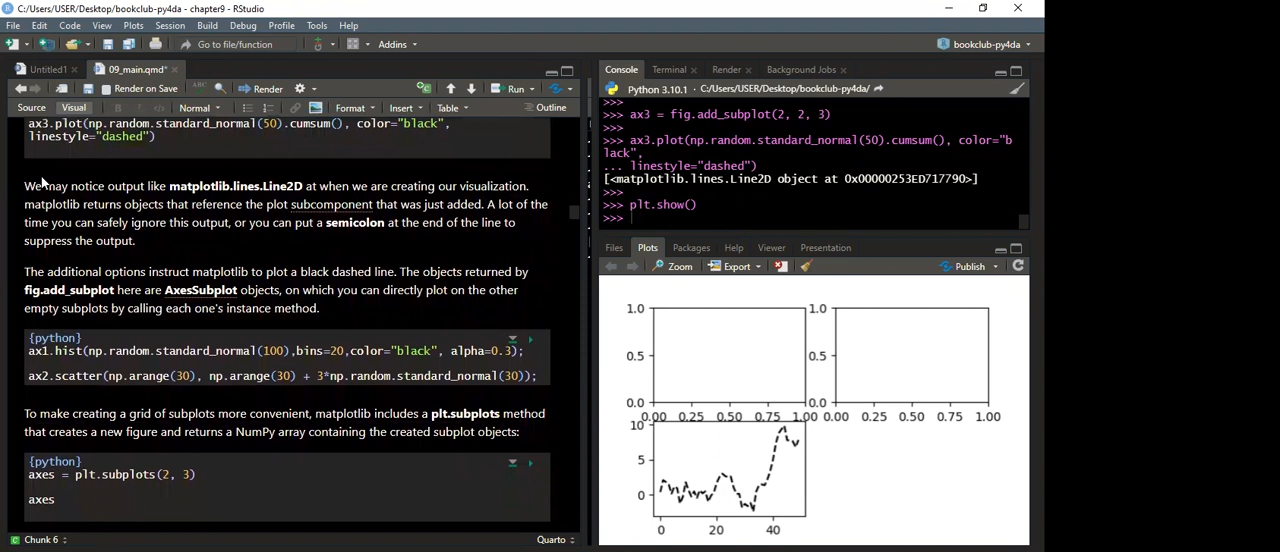 C:/Users/USER/Desktop/bookclub-py4da - chapter9 - RStudio
File Edit Code View Plots Session Build Debug Profile Tools Help
Go to file/function Addins bookclub-py4da
Untitled1 09_main.qmd*
Render on Save Render Run
Source Visual B I </> Normal Format Insert Table Outline
ax3.plot(np.random.standard_normal(50).cumsum(), color="black",
linestyle="dashed")
We may notice output like matplotlib.lines.Line2D at when we are creating our visualization.
matplotlib returns objects that reference the plot subcomponent that was just added. A lot of the
time you can safely ignore this output, or you can put a semicolon at the end of the line to
suppress the output.
The additional options instruct matplotlib to plot a black dashed line. The objects returned by
fig.add_subplot here are AxesSubplot objects, on which you can directly plot on the other
empty subplots by calling each one's instance method.
{python}
ax1.hist(np.random.standard_normal(100),bins=20,color="black", alpha=0.3);
ax2.scatter(np.arange(30), np.arange(30) + 3*np.random.standard_normal(30));
To make creating a grid of subplots more convenient, matplotlib includes a plt.subplots method
that creates a new figure and returns a NumPy array containing the created subplot objects:
{python}
axes = plt.subplots(2, 3)
axes
Chunk 6 Quarto
Console Terminal Render Background Jobs
Python 3.10.1 · C:/Users/USER/Desktop/bookclub-py4da/
>>>
>>> ax3 = fig.add_subplot(2, 2, 3)
>>>
>>> ax3.plot(np.random.standard_normal(50).cumsum(), color="b
lack",
... linestyle="dashed")
[<matplotlib.lines.Line2D object at 0x00000253ED717790>]
>>>
>>> plt.show()
>>>
Files Plots Packages Help Viewer Presentation
Zoom Export Publish
1.0 1.0
0.5 0.5
0.0 0.0
0.00 0.25 0.50 0.75 1.00 0.00 0.25 0.50 0.75 1.00
10
5
0
0 20 40